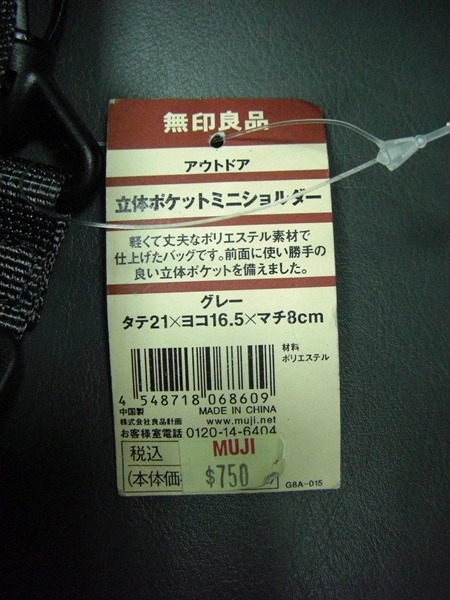 無印良品
アウトドア
立体ポケットミニショルダー
軽くて丈夫なポリエステル素材で
仕上げたバッグです。前面に使い勝手の
良い立体ポケットを備えました。
グレー
タテ21×ヨコ16.5×マチ8cm
材料
ポリエステル
4 548718 068609
中国製 MADE IN CHINA
株式会社良品計画 www.muji.net
お客様室電話 0120-14-6404
税込
MUJI
$750
(本体価
G8A-015